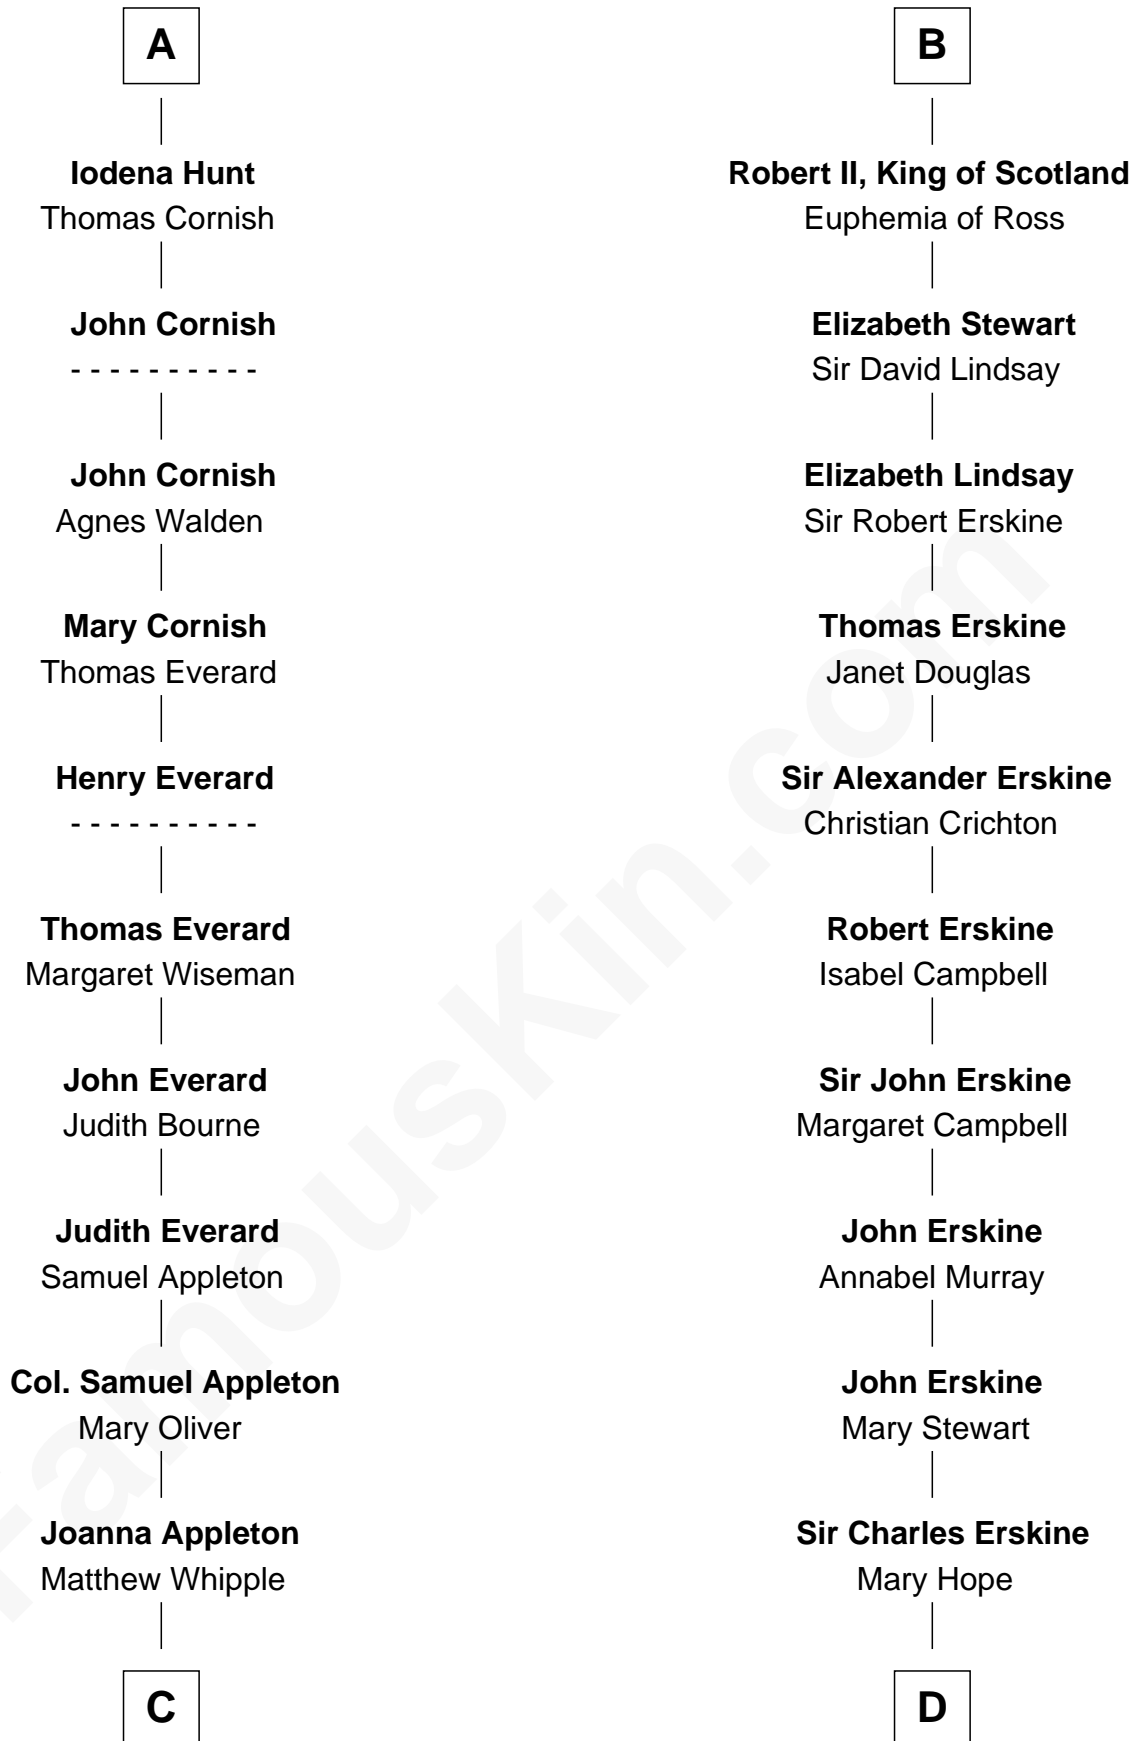 A
Iodena Hunt
Thomas Cornish
John Cornish
- - - - - - - - - -
John Cornish
Agnes Walden
Mary Cornish
Thomas Everard
Henry Everard
- - - - - - - - - -
Thomas Everard
Margaret Wiseman
John Everard
Judith Bourne
Judith Everard
Samuel Appleton
Col. Samuel Appleton
Mary Oliver
Joanna Appleton
Matthew Whipple
C
B
Robert II, King of Scotland
Euphemia of Ross
Elizabeth Stewart
Sir David Lindsay
Elizabeth Lindsay
Sir Robert Erskine
Thomas Erskine
Janet Douglas
Sir Alexander Erskine
Christian Crichton
Robert Erskine
Isabel Campbell
Sir John Erskine
Margaret Campbell
John Erskine
Annabel Murray
John Erskine
Mary Stewart
Sir Charles Erskine
Mary Hope
D
FamousKin.com